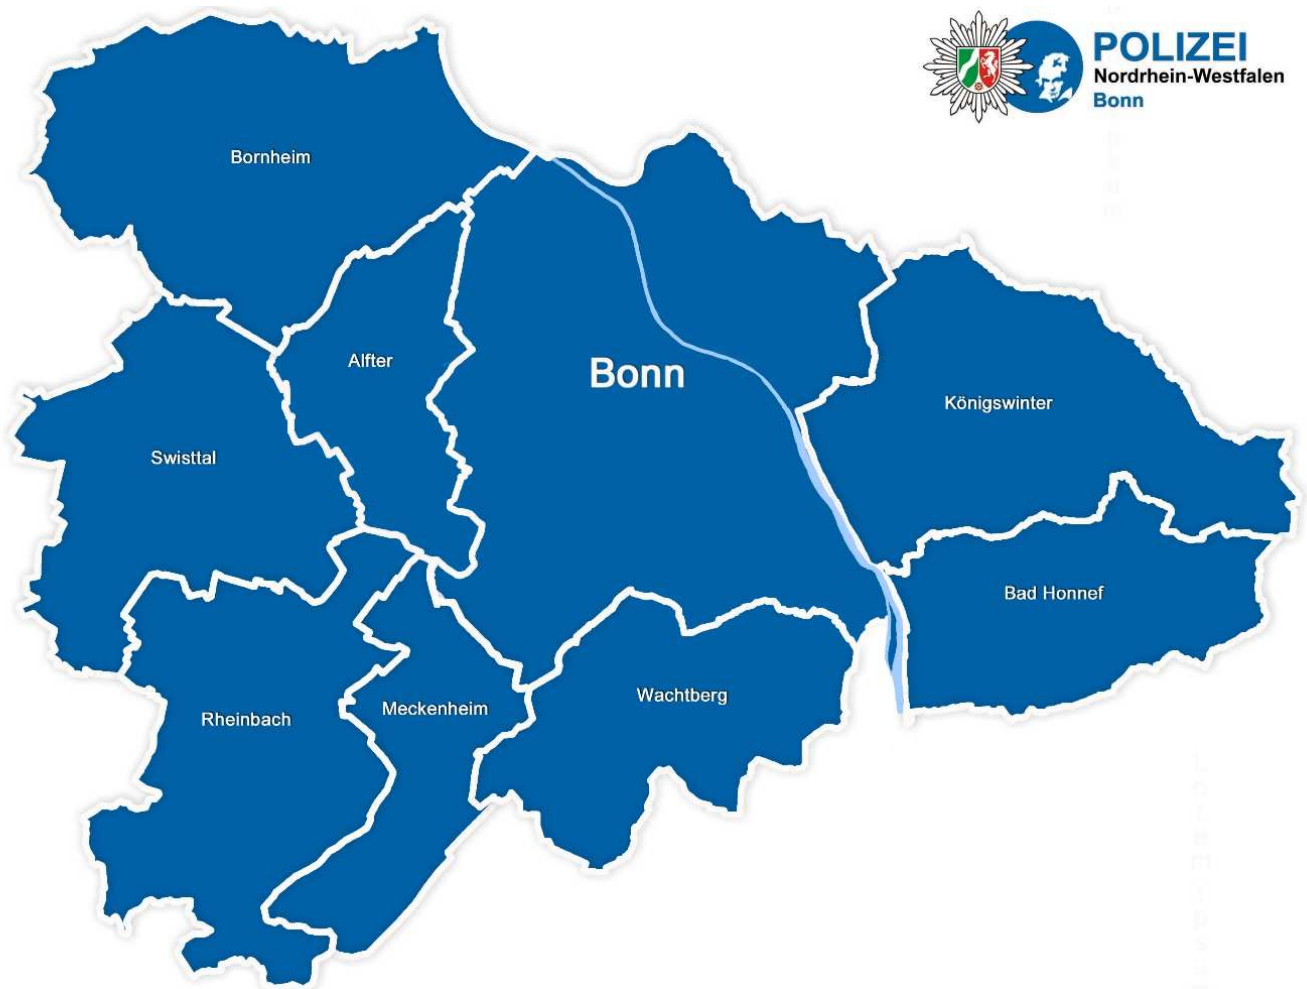 POLIZEI
Nordrhein-Westfalen
Bonn
Bornheim
Alfter
Bonn
Königswinter
Swisttal
Bad Honnef
Wachtberg
Meckenheim
Rheinbach